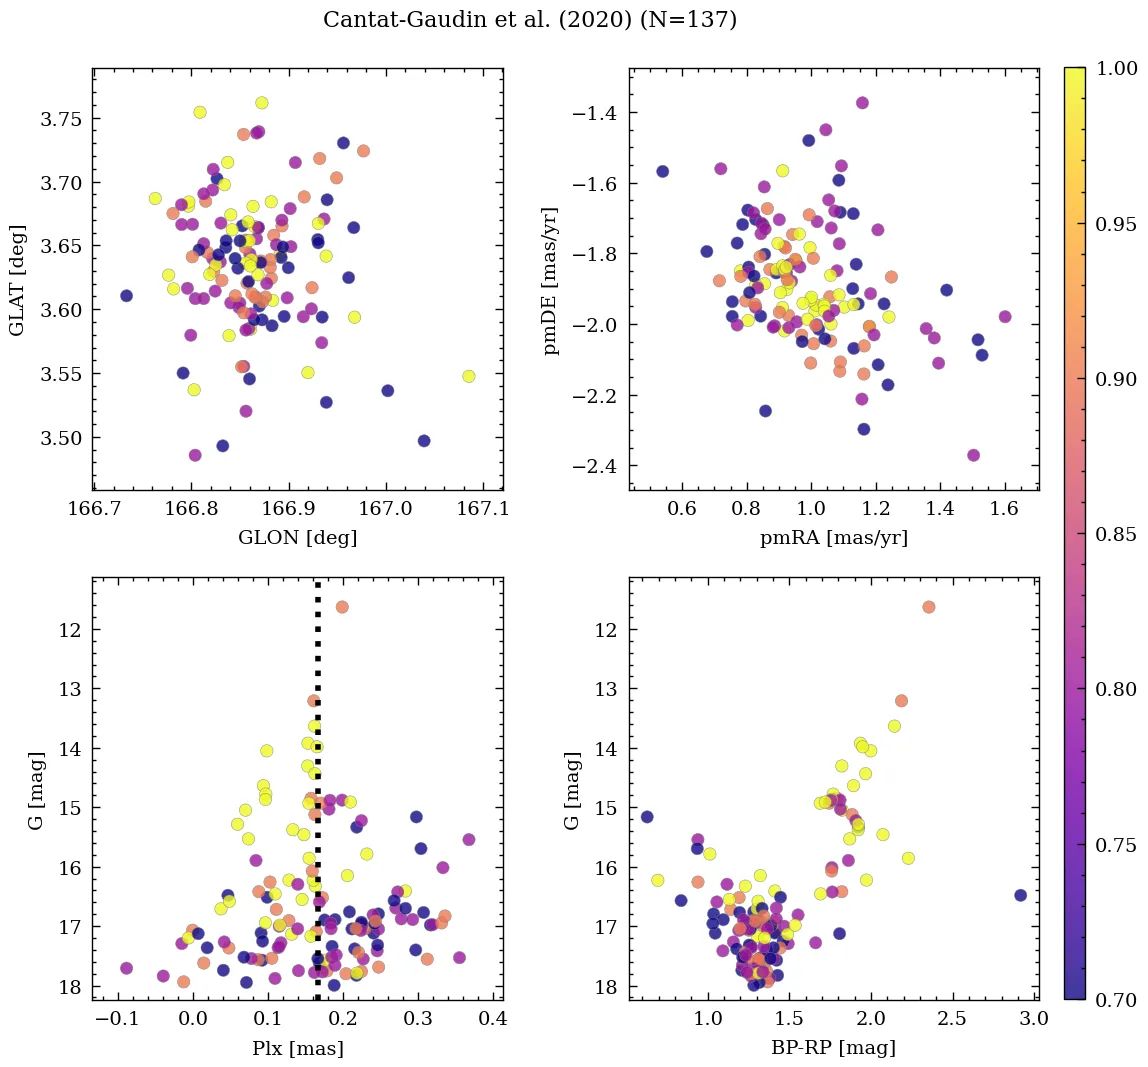 Cantat-Gaudin et al. (2020) (N=137)
GLAT [deg]
3.75
3.70
3.65
3.60
3.55
3.50
166.7 166.8 166.9 167.0 167.1
GLON [deg]
pmDE [mas/yr]
−1.4
−1.6
−1.8
−2.0
−2.2
−2.4
0.6 0.8 1.0 1.2 1.4 1.6
pmRA [mas/yr]
G [mag]
12
13
14
15
16
17
18
−0.1 0.0 0.1 0.2 0.3 0.4
Plx [mas]
G [mag]
12
13
14
15
16
17
18
1.0 1.5 2.0 2.5 3.0
BP-RP [mag]
1.00
0.95
0.90
0.85
0.80
0.75
0.70